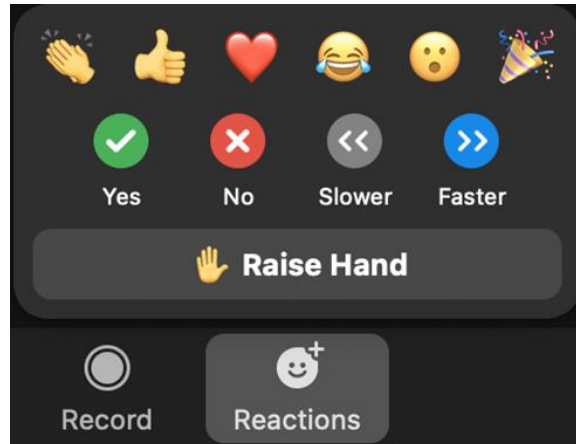 Yes No Slower Faster
Raise Hand
Record Reactions